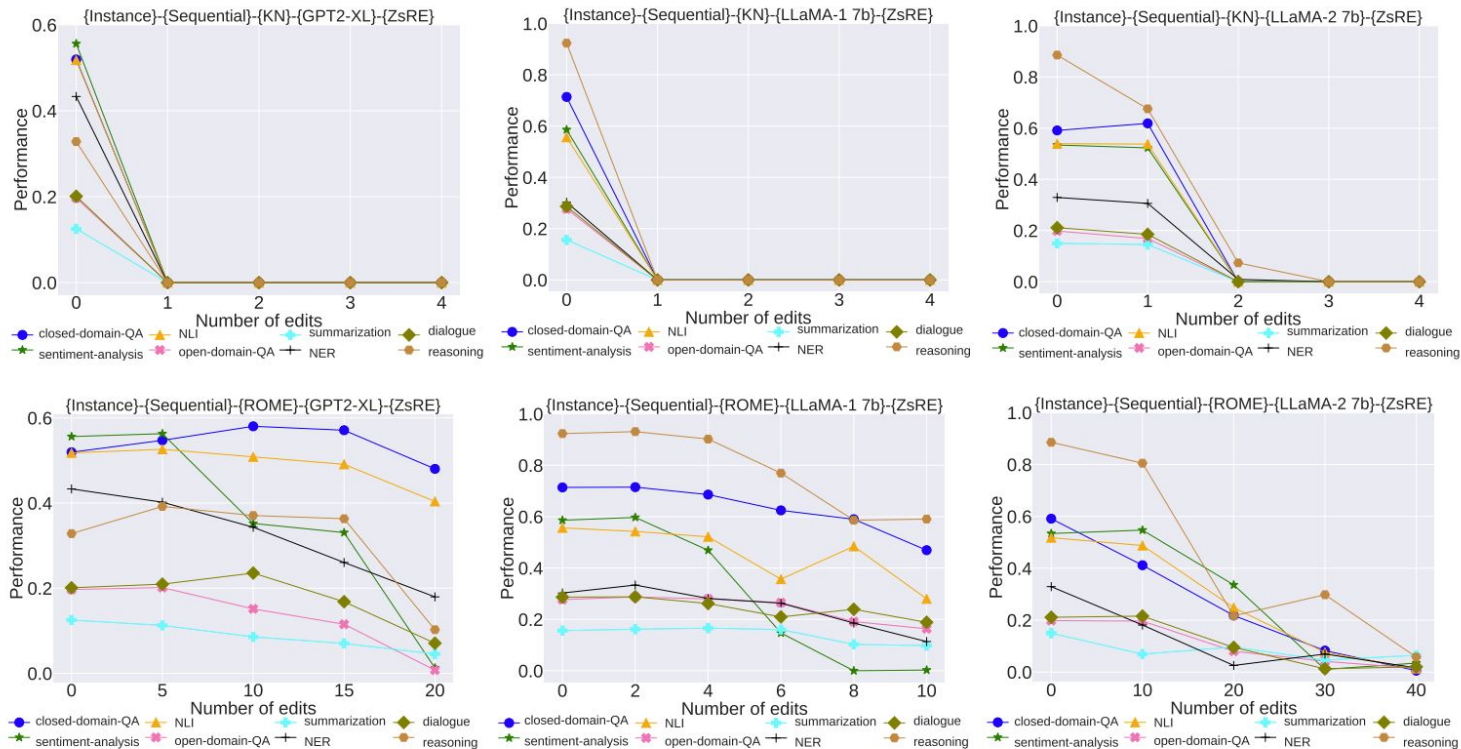 {Instance}-{Sequential}-{KN}-{GPT2-XL}-{ZsRE}
0.6
0.4
0.2
0.0
Performance
0 1 2 3 4
Number of edits
closed-domain-QA NLI summarization dialogue
sentiment-analysis open-domain-QA NER reasoning
{Instance}-{Sequential}-{KN}-{LLaMA-1 7b}-{ZsRE}
1.0
0.8
0.6
0.4
0.2
0.0
Performance
0 1 2 3 4
Number of edits
closed-domain-QA NLI summarization dialogue
sentiment-analysis open-domain-QA NER reasoning
{Instance}-{Sequential}-{KN}-{LLaMA-2 7b}-{ZsRE}
1.0
0.8
0.6
0.4
0.2
0.0
Performance
0 1 2 3 4
Number of edits
closed-domain-QA NLI summarization dialogue
sentiment-analysis open-domain-QA NER reasoning
{Instance}-{Sequential}-{ROME}-{GPT2-XL}-{ZsRE}
0.6
0.4
0.2
0.0
Performance
0 5 10 15 20
Number of edits
closed-domain-QA NLI summarization dialogue
sentiment-analysis open-domain-QA NER reasoning
{Instance}-{Sequential}-{ROME}-{LLaMA-1 7b}-{ZsRE}
1.0
0.8
0.6
0.4
0.2
0.0
Performance
0 2 4 6 8 10
Number of edits
closed-domain-QA NLI summarization dialogue
sentiment-analysis open-domain-QA NER reasoning
{Instance}-{Sequential}-{ROME}-{LLaMA-2 7b}-{ZsRE}
1.0
0.8
0.6
0.4
0.2
0.0
Performance
0 10 20 30 40
Number of edits
closed-domain-QA NLI summarization dialogue
sentiment-analysis open-domain-QA NER reasoning